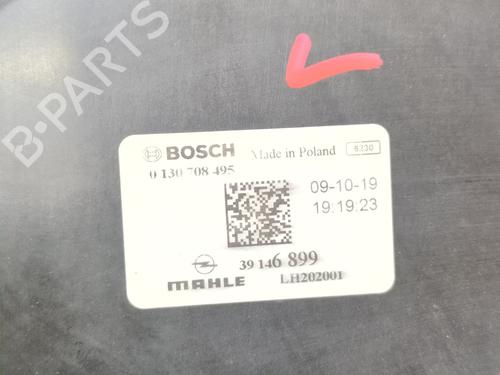 B-PARTS
BOSCH Made in Poland 6230
0 130 708 495
09-10-19
19:19:23
39 146 899
MAHLE LH202001